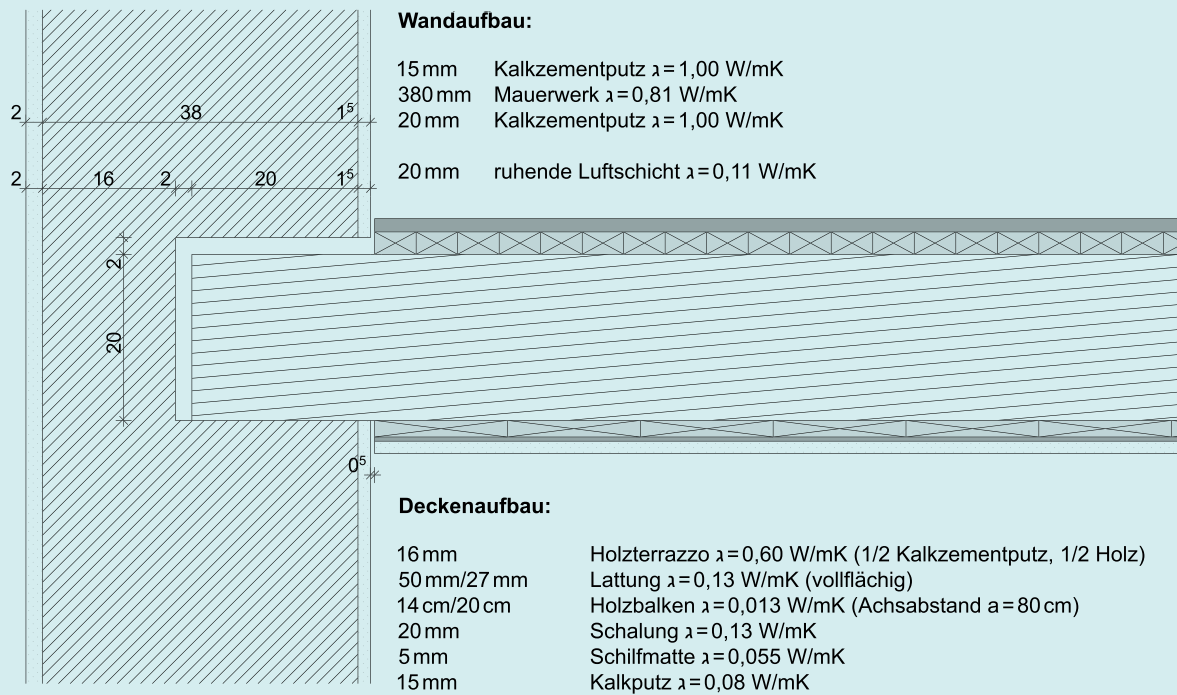 Wandaufbau:
15 mm Kalkzementputz λ = 1,00 W/mK
380 mm Mauerwerk λ = 0,81 W/mK
20 mm Kalkzementputz λ = 1,00 W/mK
20 mm ruhende Luftschicht λ = 0,11 W/mK
2 38 1⁵
2 16 2 20 1⁵
2
20
0⁵
Deckenaufbau:
16 mm Holzterrazzo λ = 0,60 W/mK (1/2 Kalkzementputz, 1/2 Holz)
50 mm/27 mm Lattung λ = 0,13 W/mK (vollflächig)
14 cm/20 cm Holzbalken λ = 0,013 W/mK (Achsabstand a = 80 cm)
20 mm Schalung λ = 0,13 W/mK
5 mm Schilfmatte λ = 0,055 W/mK
15 mm Kalkputz λ = 0,08 W/mK